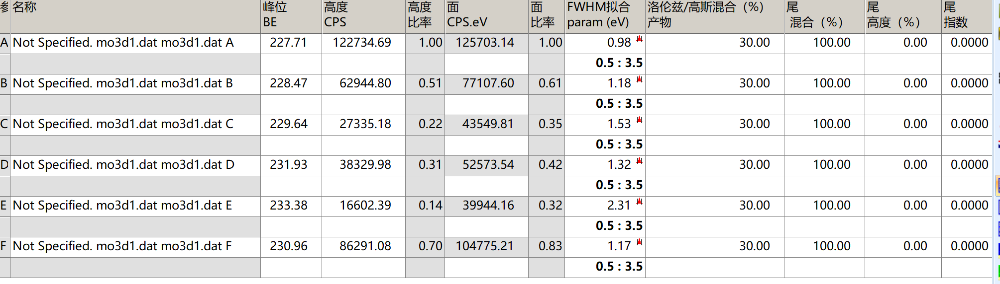 参 名称 峰位 BE 高度 CPS 高度 比率 面 CPS.eV 面 比率 FWHM拟合 param (eV) 洛伦兹/高斯混合（%） 产物 尾 混合（%） 尾 高度（%） 尾 指数
A Not Specified. mo3d1.dat mo3d1.dat A 227.71 122734.69 1.00 125703.14 1.00 0.98 30.00 100.00 0.00 0.0000
0.5 : 3.5
B Not Specified. mo3d1.dat mo3d1.dat B 228.47 62944.80 0.51 77107.60 0.61 1.18 30.00 100.00 0.00 0.0000
0.5 : 3.5
C Not Specified. mo3d1.dat mo3d1.dat C 229.64 27335.18 0.22 43549.81 0.35 1.53 30.00 100.00 0.00 0.0000
0.5 : 3.5
D Not Specified. mo3d1.dat mo3d1.dat D 231.93 38329.98 0.31 52573.54 0.42 1.32 30.00 100.00 0.00 0.0000
0.5 : 3.5
E Not Specified. mo3d1.dat mo3d1.dat E 233.38 16602.39 0.14 39944.16 0.32 2.31 30.00 100.00 0.00 0.0000
0.5 : 3.5
F Not Specified. mo3d1.dat mo3d1.dat F 230.96 86291.08 0.70 104775.21 0.83 1.17 30.00 100.00 0.00 0.0000
0.5 : 3.5